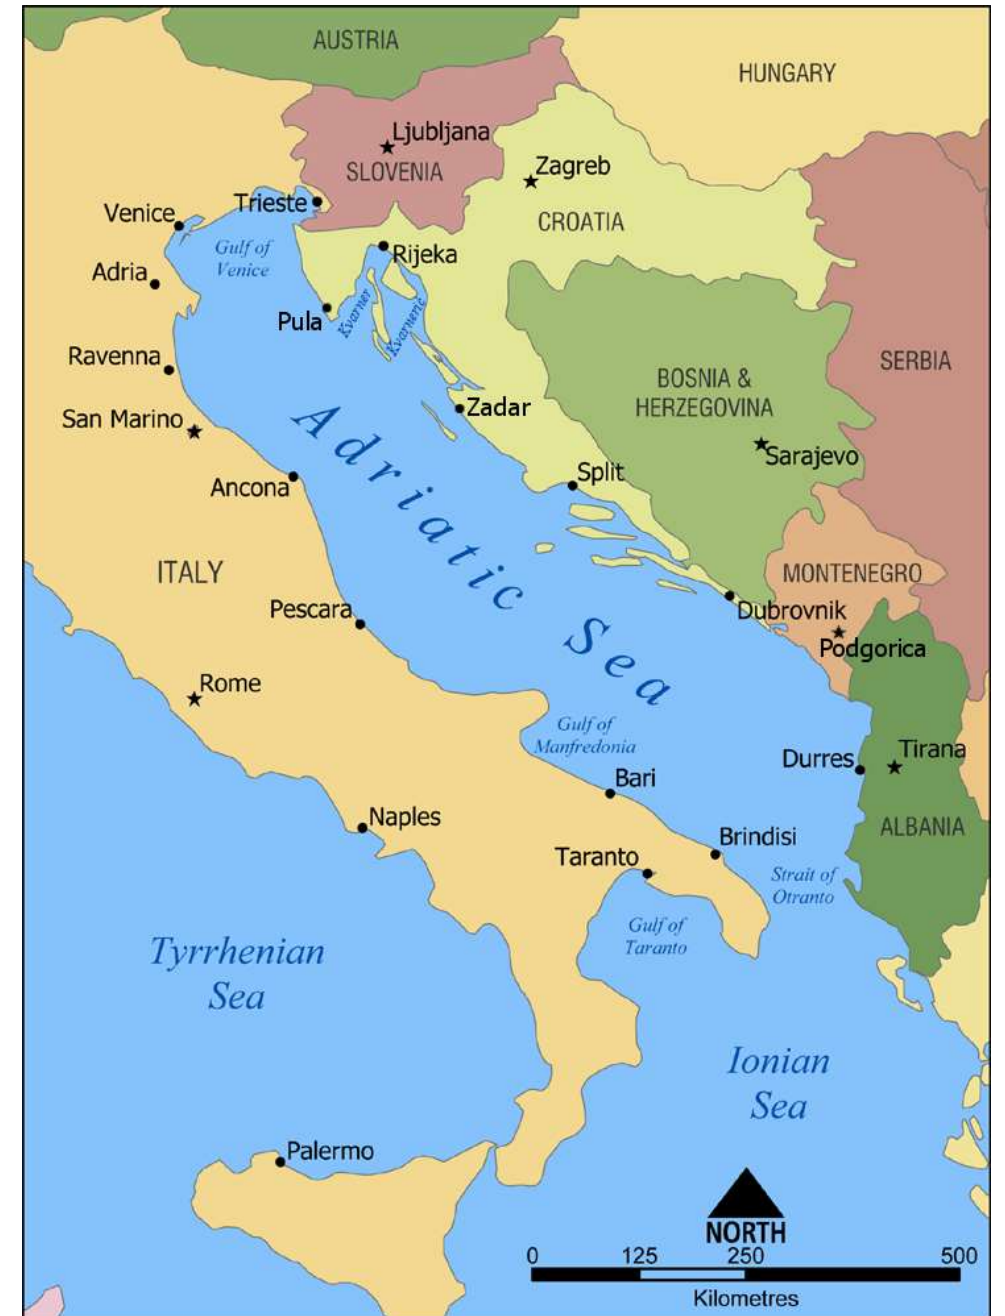 AUSTRIA
HUNGARY
Ljubljana
SLOVENIA
Zagreb
CROATIA
Trieste
Venice
Gulf of
Venice
Rijeka
Adria
Pula
Kvarner
Kvarnerić
Ravenna
BOSNIA &
HERZEGOVINA
SERBIA
San Marino
Zadar
Adriatic Sea
Sarajevo
Split
Ancona
ITALY
MONTENEGRO
Pescara
Dubrovnik
Podgorica
Rome
Gulf of
Manfredonia
Durres
Tirana
Bari
Naples
ALBANIA
Brindisi
Taranto
Strait of
Otranto
Gulf of
Taranto
Tyrrhenian
Sea
Ionian
Sea
Palermo
NORTH
0 125 250 500
Kilometres